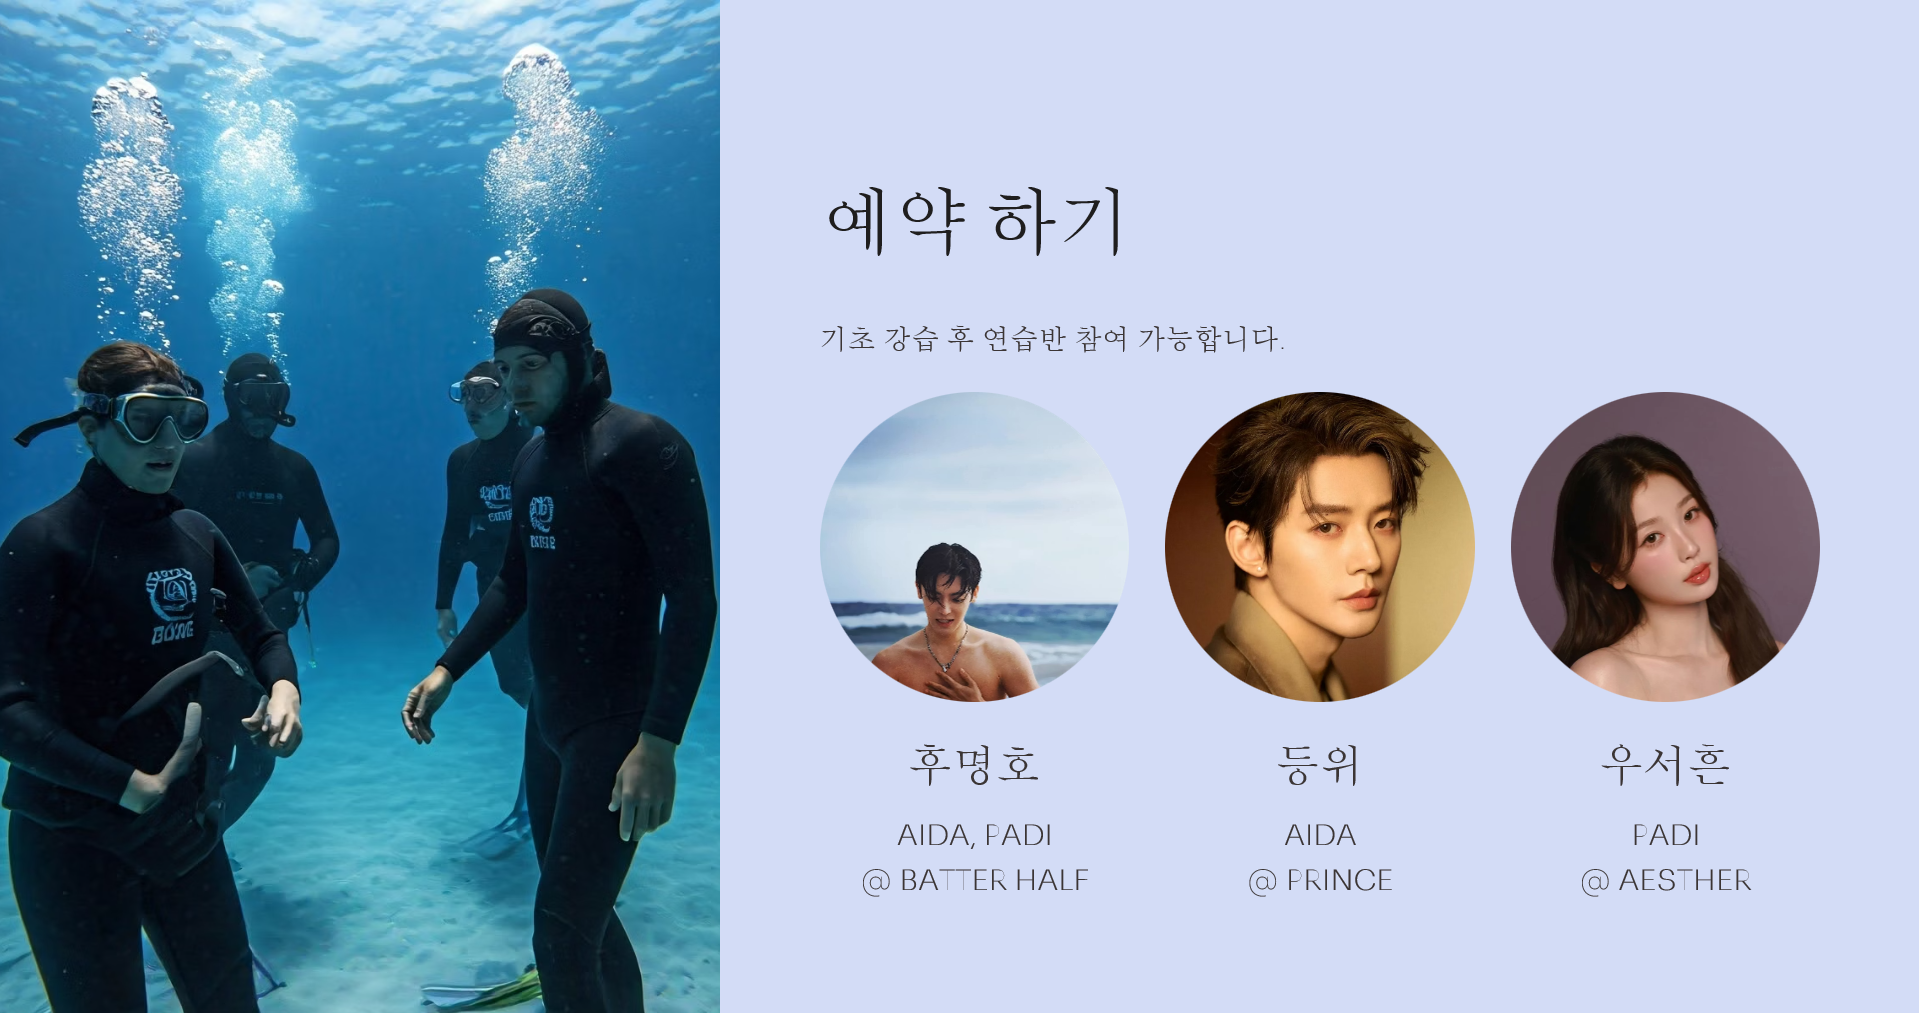 예약 하기
기초 강습 후 연습반 참여 가능합니다.
후명호
등위
우서흔
AIDA, PADI
@ BATTER HALF
AIDA
@ PRINCE
PADI
@ AESTHER